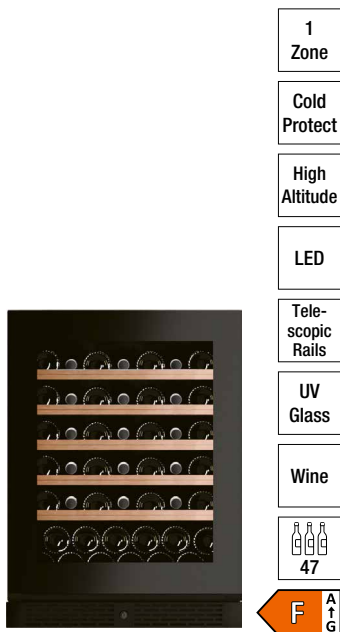 1
Zone
Cold
Protect
High
Altitude
LED
Tele-
scopic
Rails
UV
Glass
Wine
47
F
A
↑
G